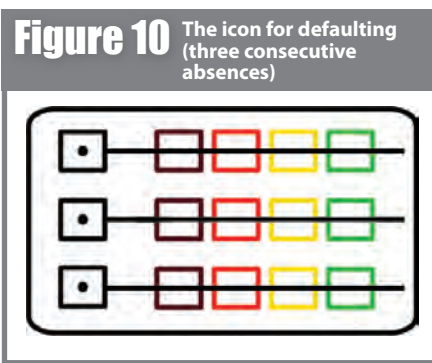 Figure 10
The icon for defaulting
(three consecutive
absences)